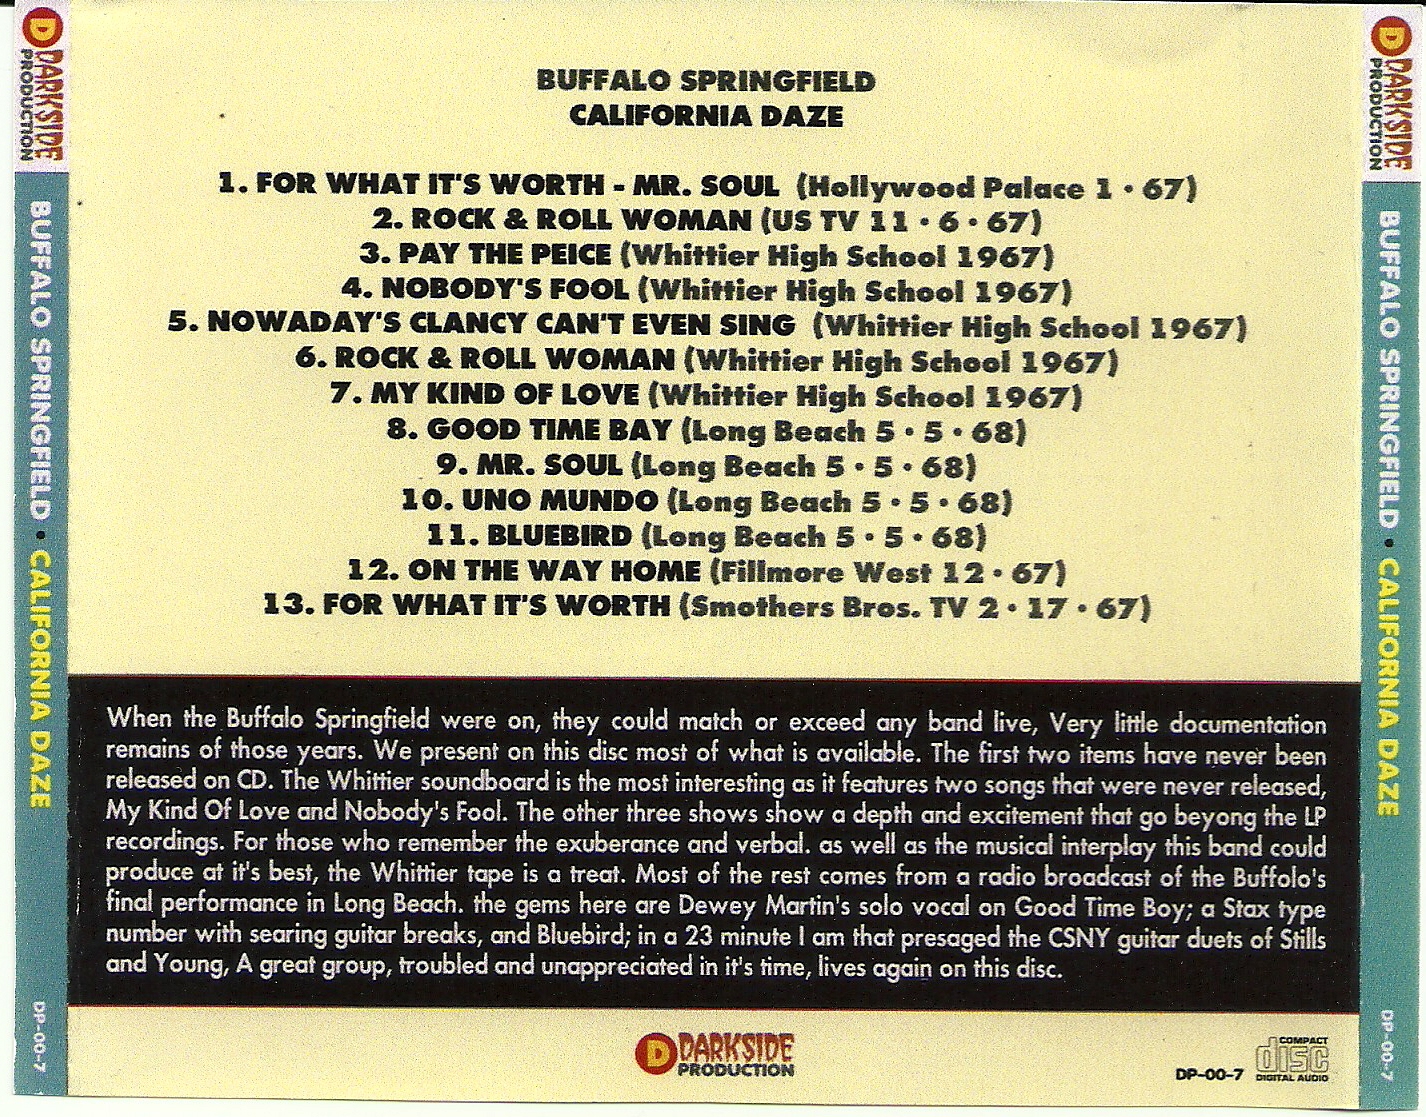 D DARKSIDE
PRODUCTION
BUFFALO SPRINGFIELD • CALIFORNIA DAZE
DP-00-7
BUFFALO SPRINGFIELD
CALIFORNIA DAZE
1. FOR WHAT IT'S WORTH - MR. SOUL (Hollywood Palace 1 • 67)
2. ROCK & ROLL WOMAN (US TV 11 • 6 • 67)
3. PAY THE PEICE (Whittier High School 1967)
4. NOBODY'S FOOL (Whittier High School 1967)
5. NOWADAY'S CLANCY CAN'T EVEN SING (Whittier High School 1967)
6. ROCK & ROLL WOMAN (Whittier High School 1967)
7. MY KIND OF LOVE (Whittier High School 1967)
8. GOOD TIME BAY (Long Beach 5 • 5 • 68)
9. MR. SOUL (Long Beach 5 • 5 • 68)
10. UNO MUNDO (Long Beach 5 • 5 • 68)
11. BLUEBIRD (Long Beach 5 • 5 • 68)
12. ON THE WAY HOME (Fillmore West 12 • 67)
13. FOR WHAT IT'S WORTH (Smothers Bros. TV 2 • 17 • 67)
When the Buffalo Springfield were on, they could match or exceed any band live, Very little documentation
remains of those years. We present on this disc most of what is available. The first two items have never been
released on CD. The Whittier soundboard is the most interesting as it features two songs that were never released,
My Kind Of Love and Nobody's Fool. The other three shows show a depth and excitement that go beyong the LP
recordings. For those who remember the exuberance and verbal. as well as the musical interplay this band could
produce at it's best, the Whittier tape is a treat. Most of the rest comes from a radio broadcast of the Buffolo's
final performance in Long Beach. the gems here are Dewey Martin's solo vocal on Good Time Boy; a Stax type
number with searing guitar breaks, and Bluebird; in a 23 minute I am that presaged the CSNY guitar duets of Stills
and Young, A great group, troubled and unappreciated in it's time, lives again on this disc.
D DARKSIDE
PRODUCTION
DP-00-7
COMPACT
disc
DIGITAL AUDIO
D DARKSIDE
PRODUCTION
BUFFALO SPRINGFIELD • CALIFORNIA DAZE
DP-00-7